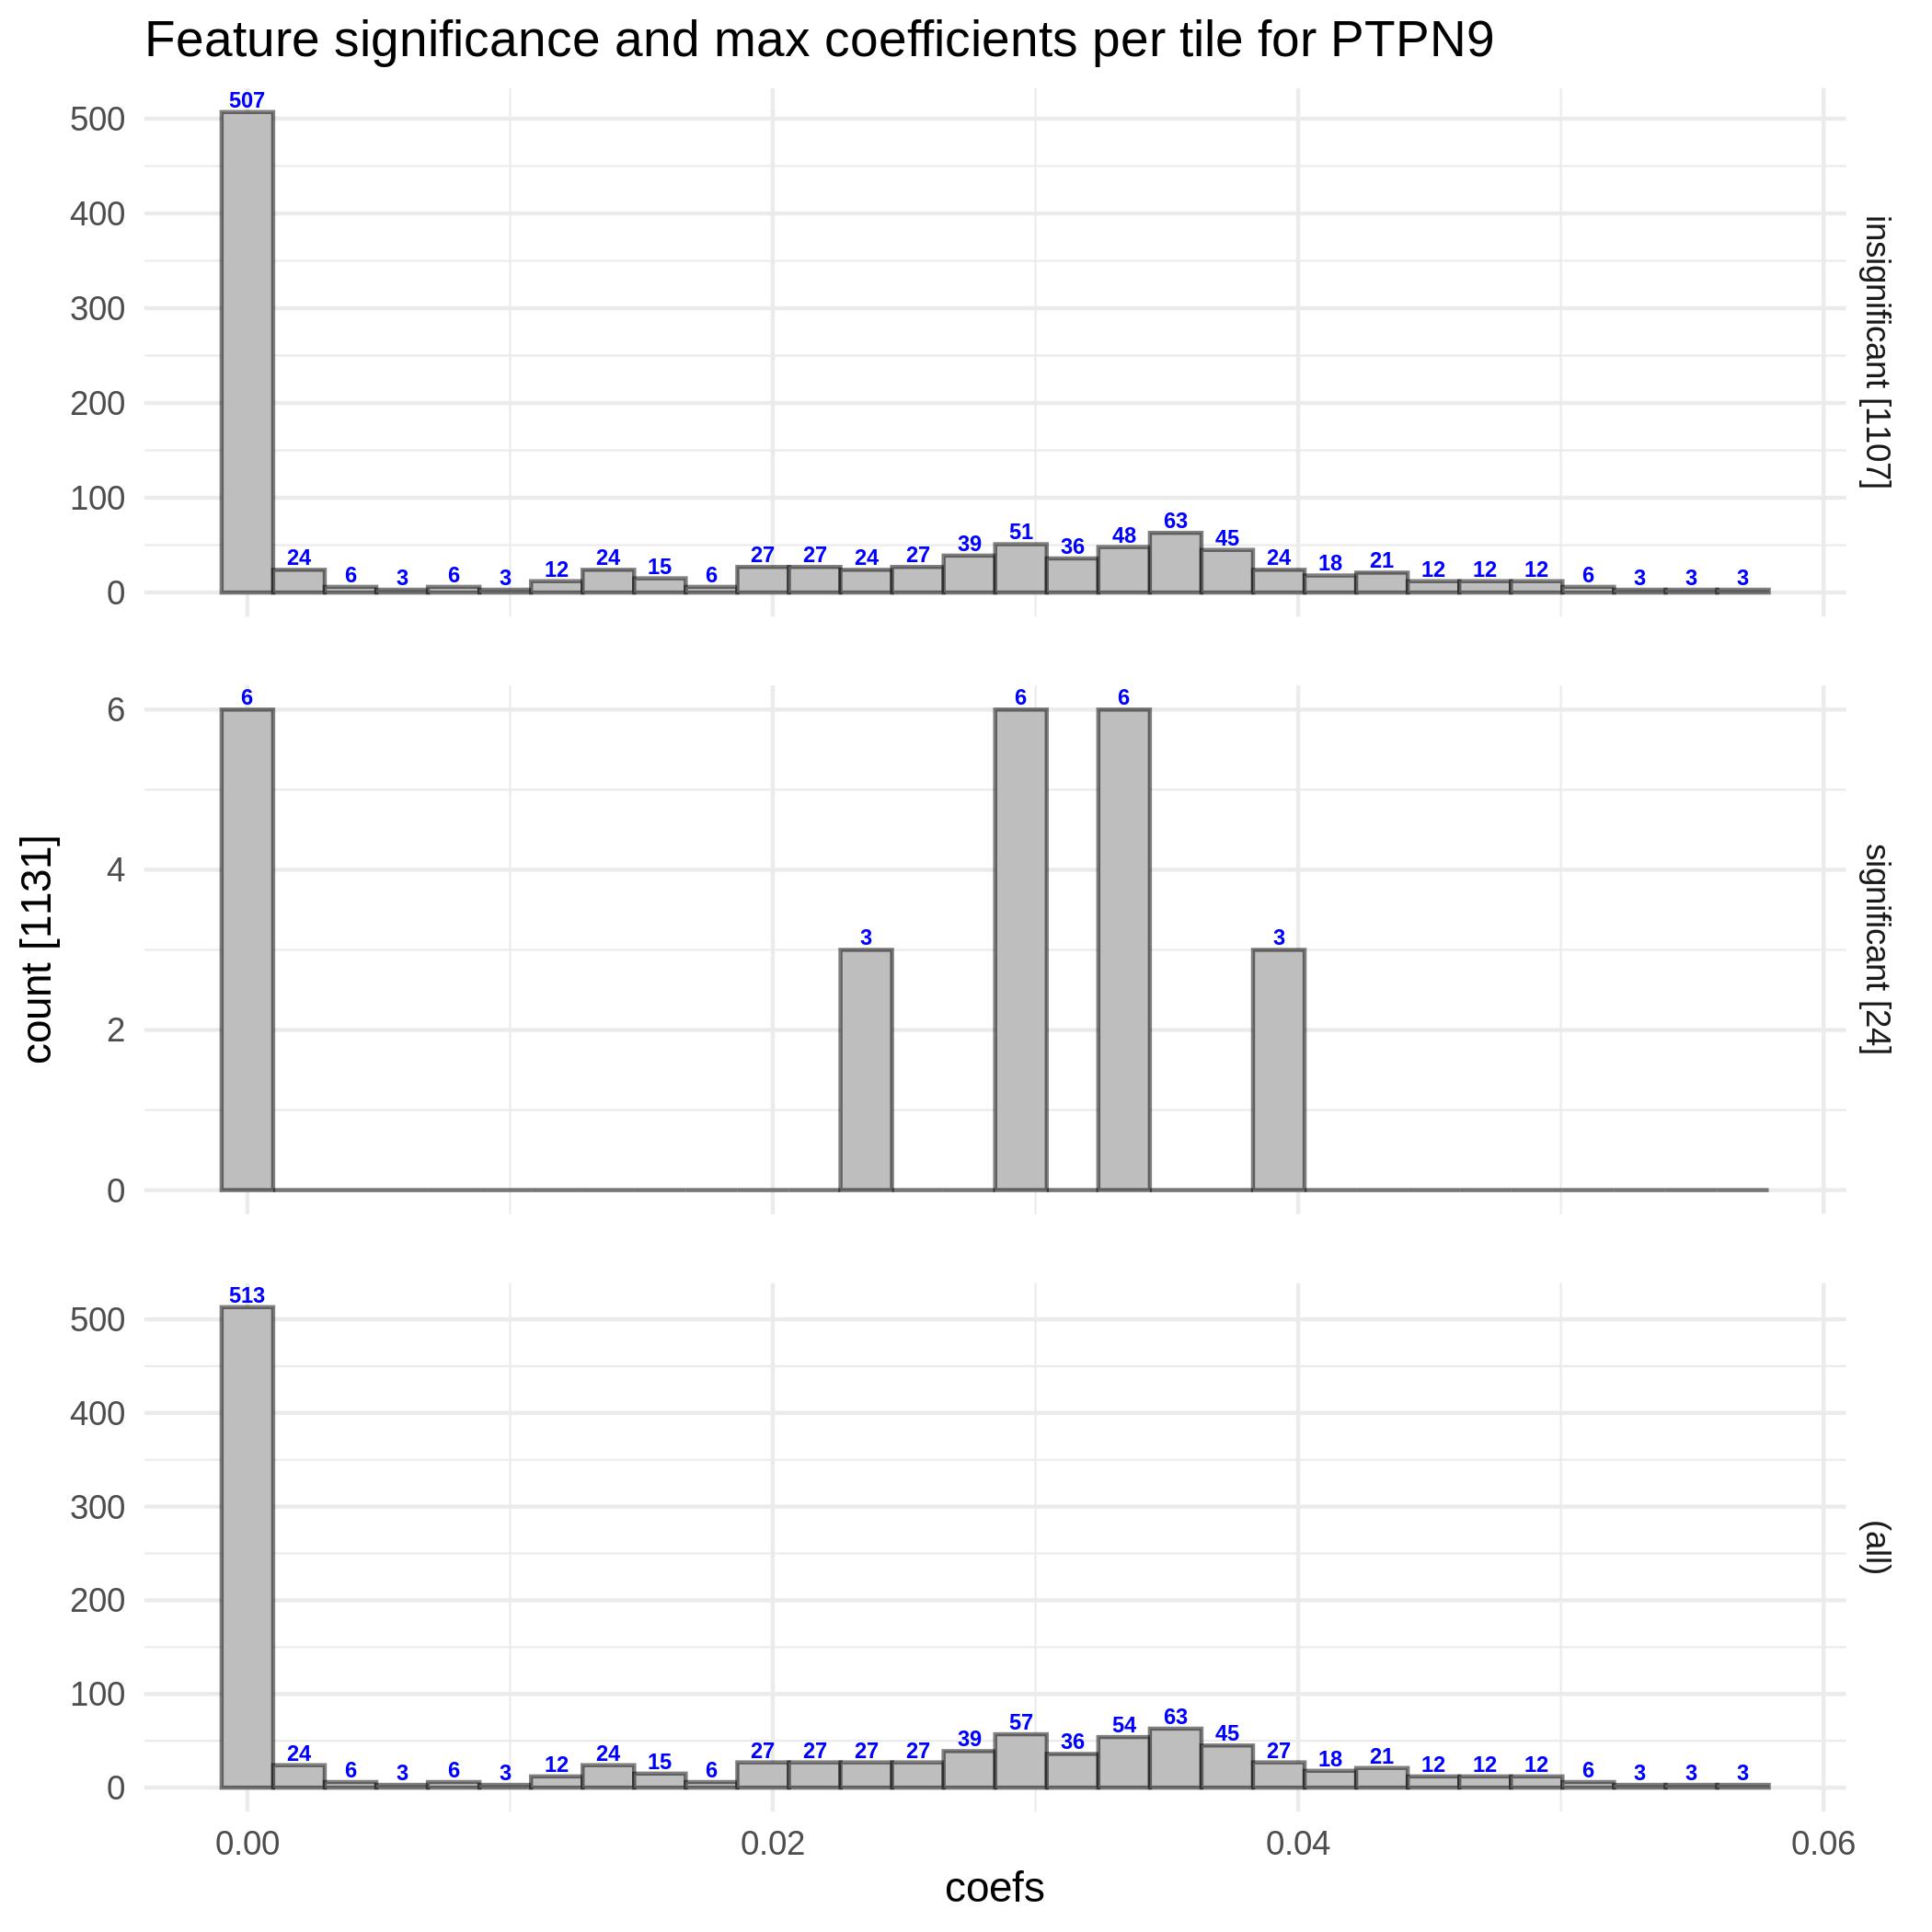 Feature significance and max coefficients per tile for PTPN9
507
500
400
300
200
100
0
24 6 3 6 3 12 24 15 6 27 27 24 27 39 51 36 48 63 45 24 18 21 12 12 12 6 3 3 3
insignificant [1107]
6 3 6 6 3
6
4
2
0
significant [24]
count [1131]
513
500
400
300
200
100
0
24 6 3 6 3 12 24 15 6 27 27 27 27 39 57 36 54 63 45 27 18 21 12 12 12 6 3 3 3
(all)
0.00 0.02 0.04 0.06
coefs